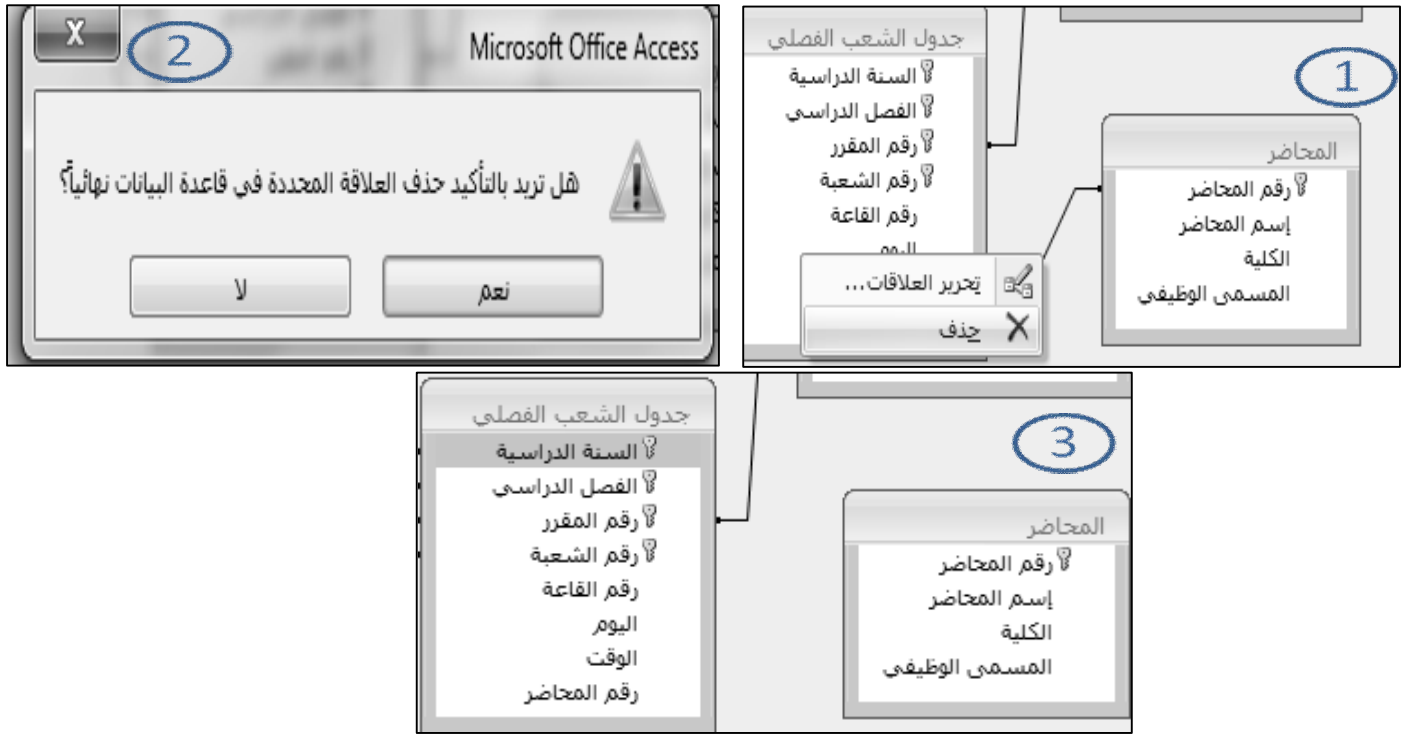 1
جدول الشعب الفصلي
السنة الدراسية
الفصل الدراسي
رقم المقرر
رقم الشعبة
رقم القاعة
اليوم
المحاضر
رقم المحاضر
إسم المحاضر
الكلية
المسمى الوظيفي
تحرير العلاقات...
حذف
2
X
Microsoft Office Access
هل تريد بالتأكيد حذف العلاقة المحددة في قاعدة البيانات نهائياً؟
نعم
لا
3
جدول الشعب الفصلي
السنة الدراسية
الفصل الدراسي
رقم المقرر
رقم الشعبة
رقم القاعة
اليوم
الوقت
رقم المحاضر
المحاضر
رقم المحاضر
إسم المحاضر
الكلية
المسمى الوظيفي